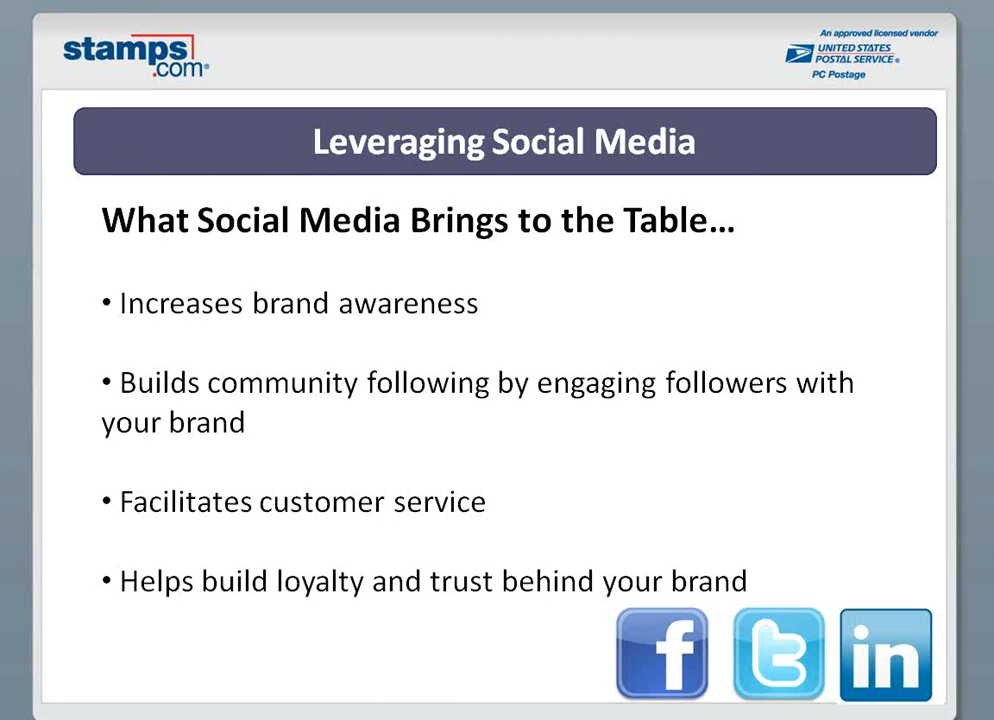 stamps
.com®
An approved licensed vendor
UNITED STATES
POSTAL SERVICE®
PC Postage
Leveraging Social Media
What Social Media Brings to the Table...
• Increases brand awareness
• Builds community following by engaging followers with
your brand
• Facilitates customer service
• Helps build loyalty and trust behind your brand
f
t
in